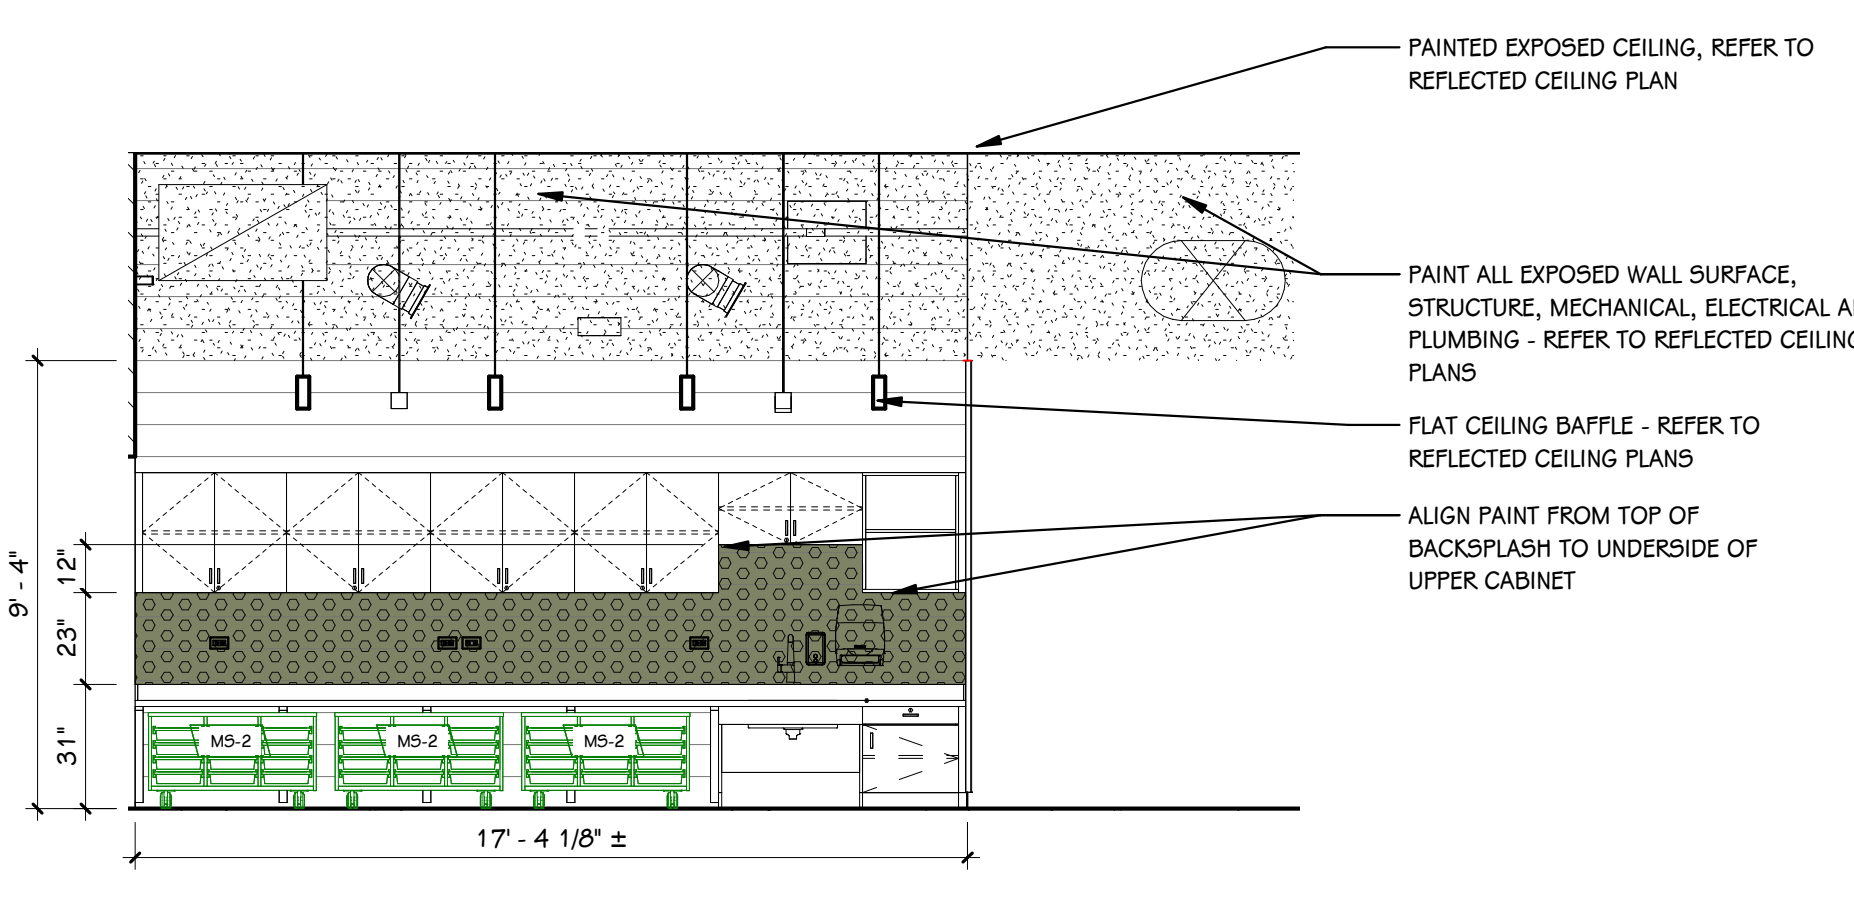 PAINTED EXPOSED CEILING, REFER TO
REFLECTED CEILING PLAN
PAINT ALL EXPOSED WALL SURFACE,
STRUCTURE, MECHANICAL, ELECTRICAL
PLUMBING - REFER TO REFLECTED CEILING
PLANS
FLAT CEILING BAFFLE - REFER TO
REFLECTED CEILING PLANS
ALIGN PAINT FROM TOP OF
BACKSPLASH TO UNDERSIDE OF
UPPER CABINET
9' - 4"
12"
23"
31"
MS-2
MS-2
MS-2
17' - 4 1/8" ±